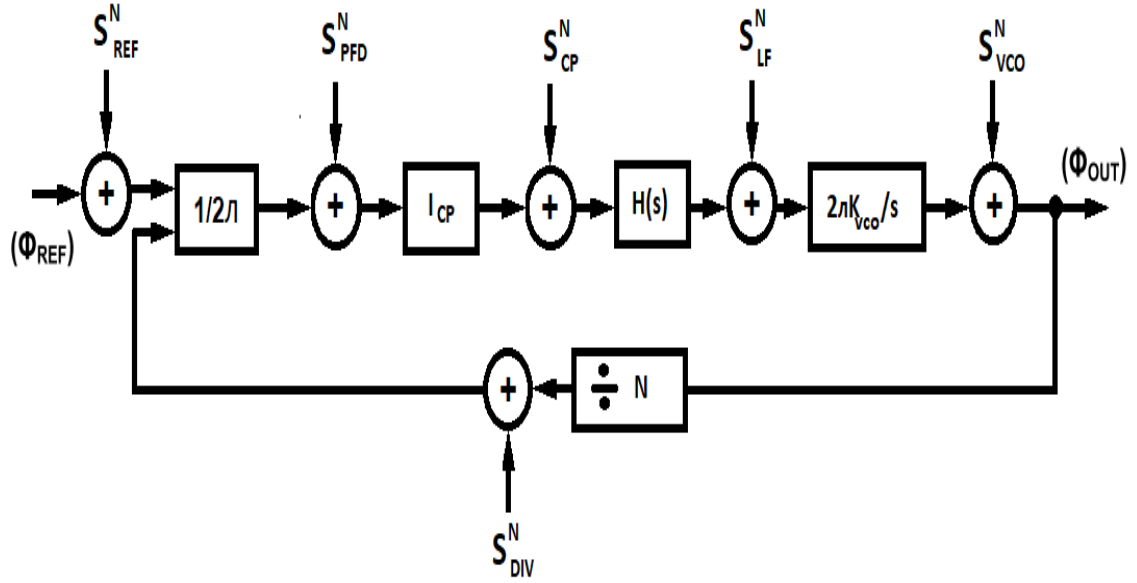 S^N_REF
S^N_PFD
S^N_CP
S^N_LF
S^N_VCO
(Φ_REF)
1/2Л
I_CP
H(s)
2лK_vco/s
(Φ_OUT)
÷ N
S^N_DIV